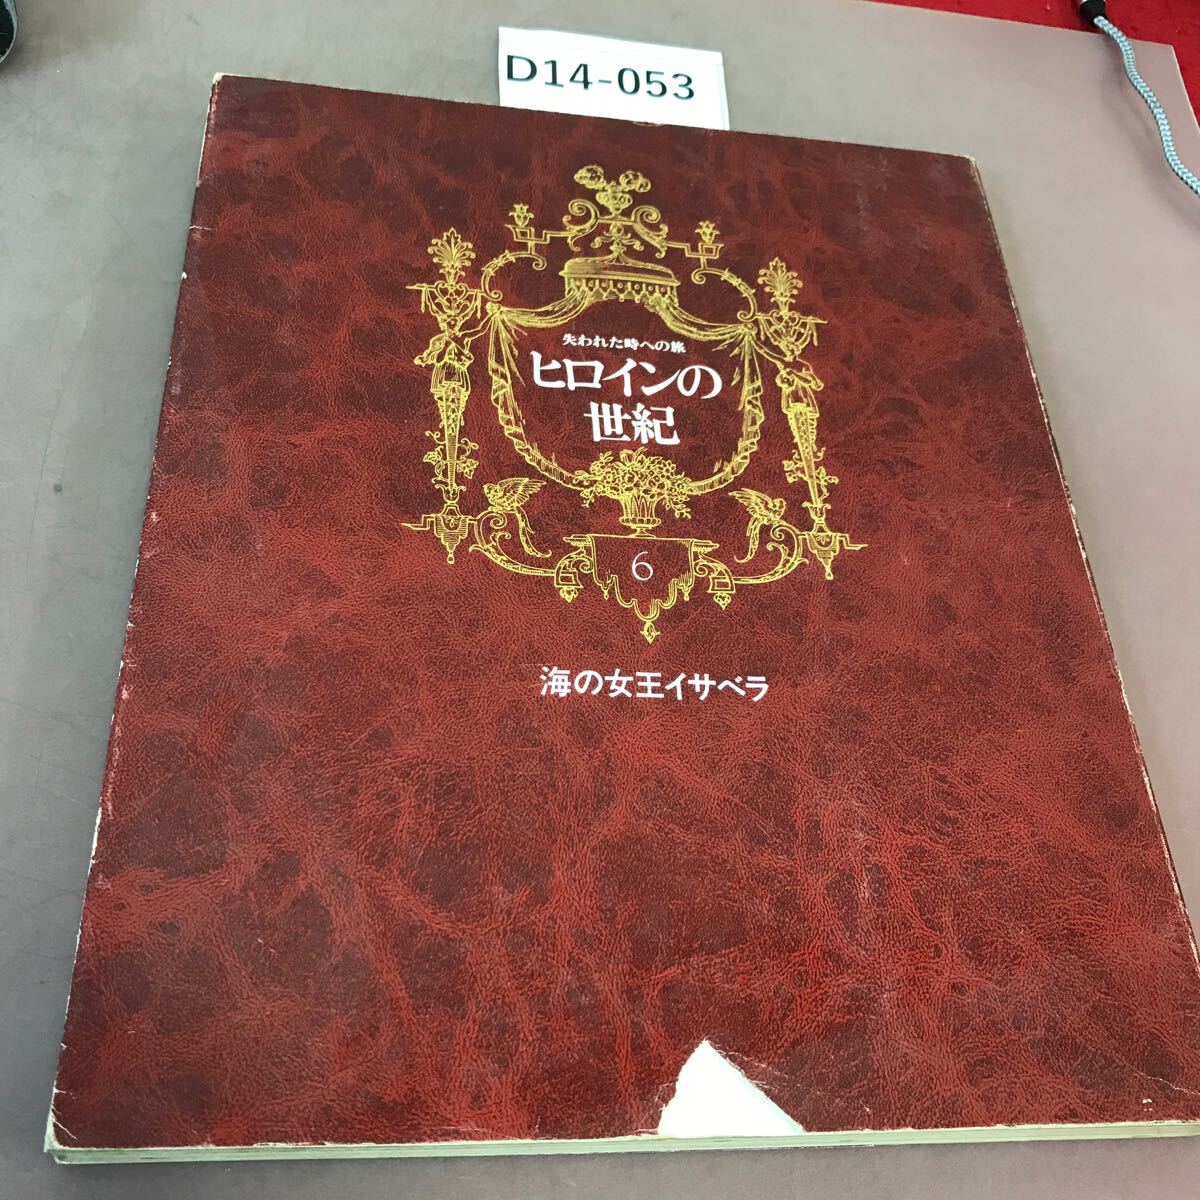 D14-053
失われた時への旅
ヒロインの
世紀
6
海の女王イサベラ